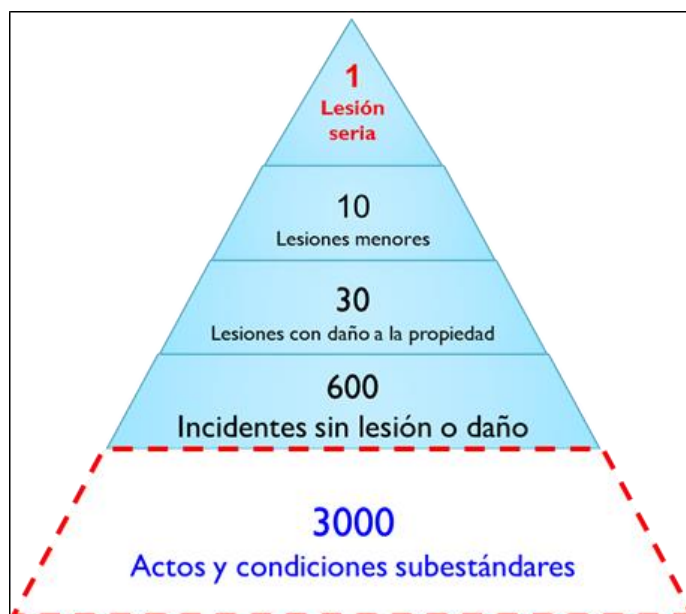 1
Lesión
seria
10
Lesiones menores
30
Lesiones con daño a la propiedad
600
Incidentes sin lesión o daño
3000
Actos y condiciones subestándares